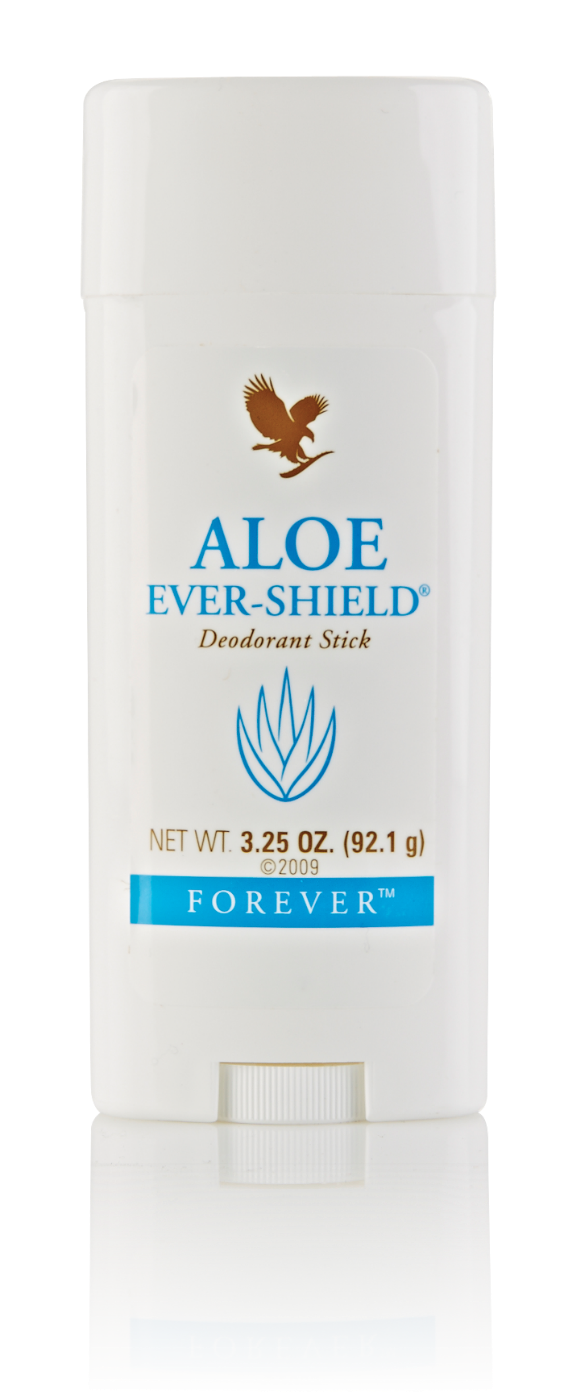 ALOE
EVER-SHIELD®
Deodorant Stick
NET WT. 3.25 OZ. (92.1 g)
©2009
FOREVER™